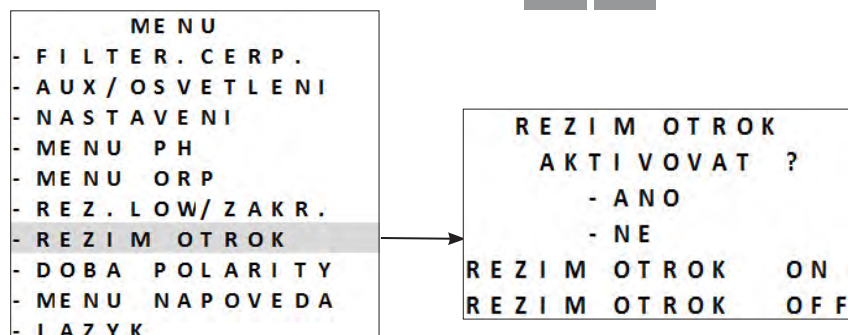 MENU
- FILTER. CERP.
- AUX/OSVETLENI
- NASTAVENI
- MENU PH
- MENU ORP
- REZ. LOW/ZAKR.
- REZIM OTROK
- DOBA POLARITY
- MENU NAPOVEDA
- JAZYK
REZIM OTROK
AKTIVOVAT ?
- ANO
- NE
REZIM OTROK ON
REZIM OTROK OFF